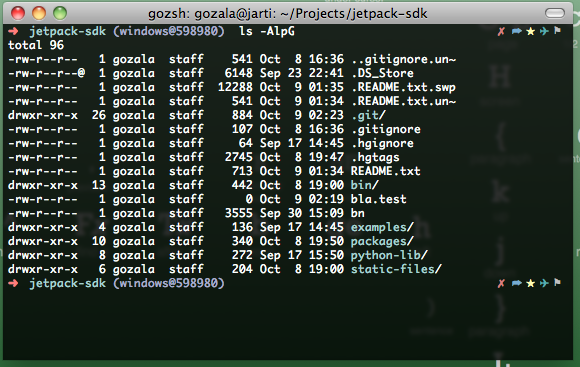 gozsh: gozala@jarti: ~/Projects/jetpack-sdk
➜ jetpack-sdk (windows@598980) ls -AlpG ✗ ➦ ★ ✈ ⚑
total 96
-rw-r--r-- 1 gozala staff 541 Oct 8 16:36 ..gitignore.un~
-rw-r--r--@ 1 gozala staff 6148 Sep 23 22:41 .DS_Store
-rw-r--r-- 1 gozala staff 12288 Oct 9 01:35 .README.txt.swp
-rw-r--r-- 1 gozala staff 541 Oct 9 01:34 .README.txt.un~
drwxr-xr-x 26 gozala staff 884 Oct 9 02:23 .git/
-rw-r--r-- 1 gozala staff 107 Oct 8 16:36 .gitignore
-rw-r--r-- 1 gozala staff 64 Sep 17 14:45 .hgignore
-rw-r--r-- 1 gozala staff 2745 Oct 8 19:47 .hgtags
-rw-r--r-- 1 gozala staff 713 Oct 9 01:34 README.txt
drwxr-xr-x 13 gozala staff 442 Oct 8 19:00 bin/
-rw-r--r-- 1 gozala staff 0 Oct 9 02:19 bla.test
-rw-r--r-- 1 gozala staff 3555 Sep 30 15:09 bn
drwxr-xr-x 4 gozala staff 136 Sep 17 14:45 examples/
drwxr-xr-x 10 gozala staff 340 Oct 8 19:50 packages/
drwxr-xr-x 8 gozala staff 272 Sep 17 15:50 python-lib/
drwxr-xr-x 6 gozala staff 204 Oct 8 19:00 static-files/
➜ jetpack-sdk (windows@598980) ✗ ➦ ★ ✈ ⚑